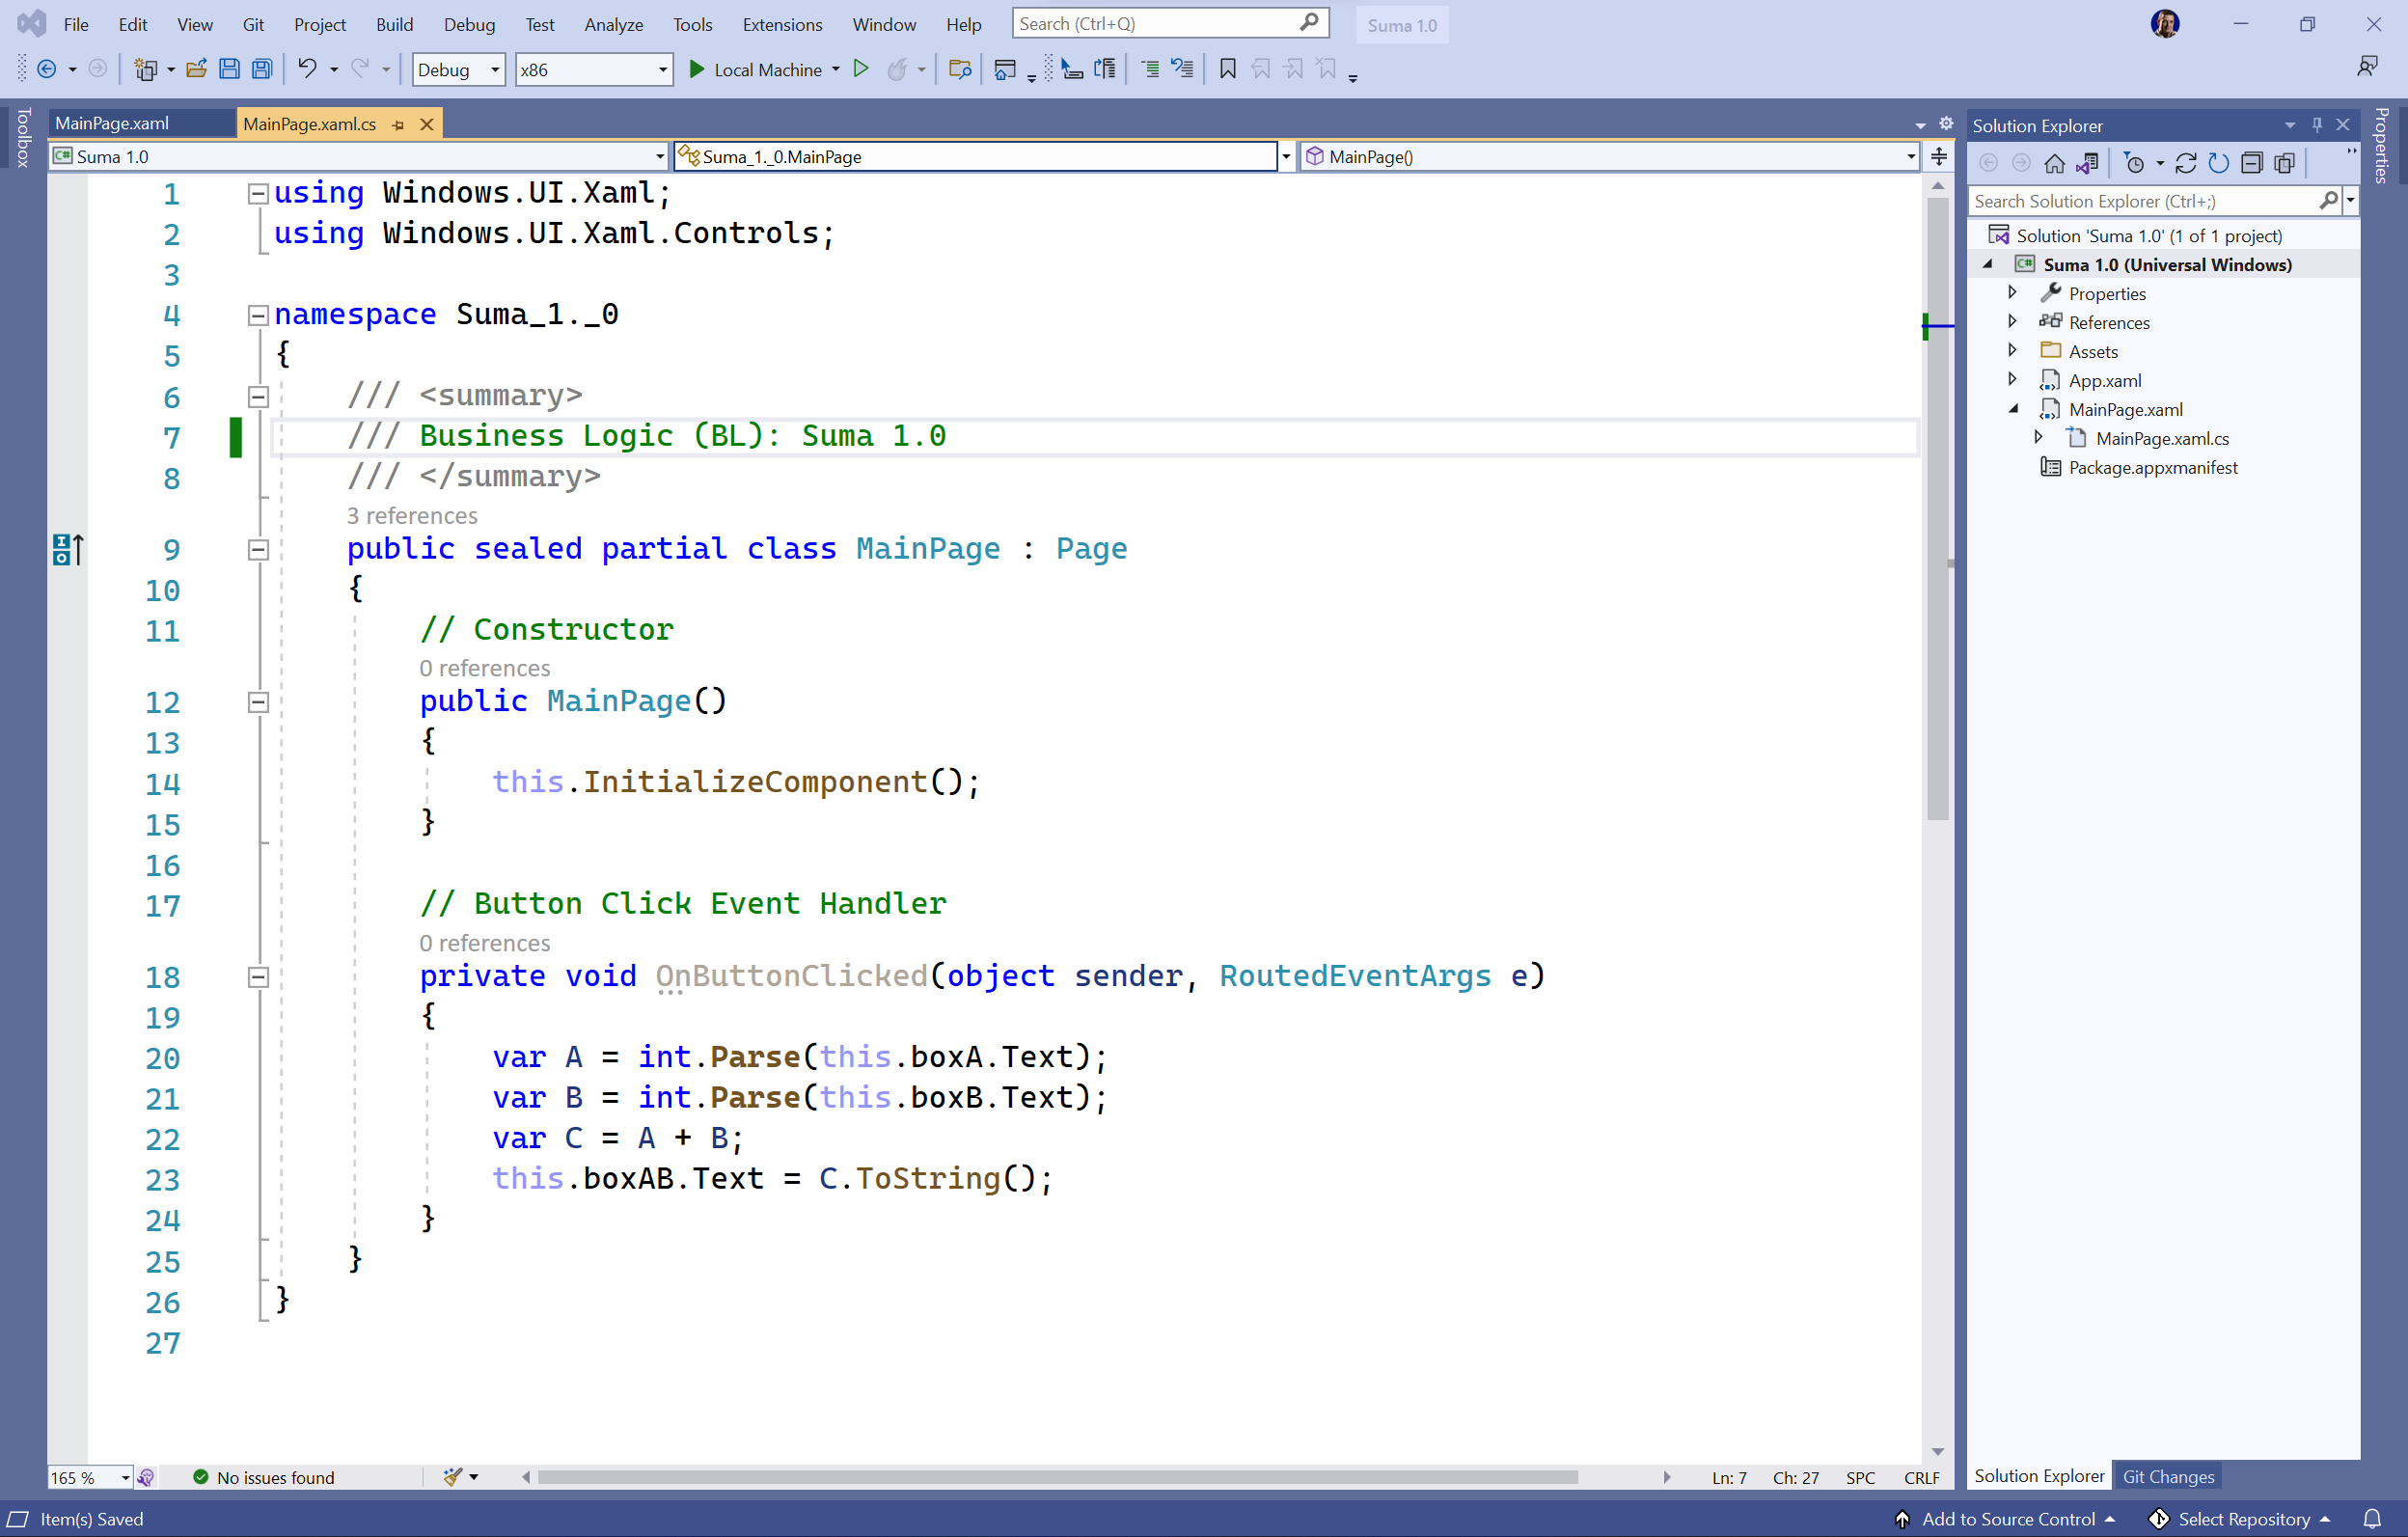 File Edit View Git Project Build Debug Test Analyze Tools Extensions Window Help Search (Ctrl+Q) Suma 1.0
Debug x86 Local Machine
Toolbox
MainPage.xaml MainPage.xaml.cs
C# Suma 1.0 Suma_1._0.MainPage MainPage()
1 using Windows.UI.Xaml;
2 using Windows.UI.Xaml.Controls;
3
4 namespace Suma_1._0
5 {
6 /// <summary>
7 /// Business Logic (BL): Suma 1.0
8 /// </summary>
3 references
9 public sealed partial class MainPage : Page
10 {
11 // Constructor
0 references
12 public MainPage()
13 {
14 this.InitializeComponent();
15 }
16
17 // Button Click Event Handler
0 references
18 private void OnButtonClicked(object sender, RoutedEventArgs e)
19 {
20 var A = int.Parse(this.boxA.Text);
21 var B = int.Parse(this.boxB.Text);
22 var C = A + B;
23 this.boxAB.Text = C.ToString();
24 }
25 }
26 }
27
165 % No issues found Ln: 7 Ch: 27 SPC CRLF
Solution Explorer
Search Solution Explorer (Ctrl+;)
Solution 'Suma 1.0' (1 of 1 project)
C# Suma 1.0 (Universal Windows)
Properties
References
Assets
App.xaml
MainPage.xaml
MainPage.xaml.cs
Package.appxmanifest
Solution Explorer Git Changes
Properties
Item(s) Saved Add to Source Control Select Repository